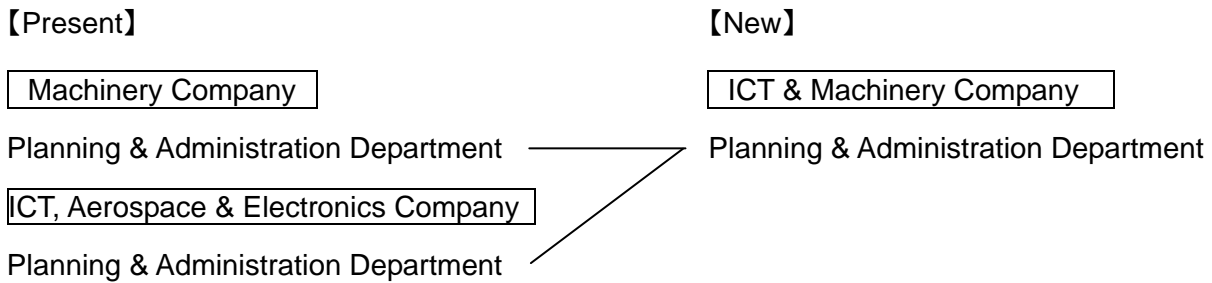 【Present】 【New】
Machinery Company ICT & Machinery Company
Planning & Administration Department Planning & Administration Department
ICT, Aerospace & Electronics Company
Planning & Administration Department